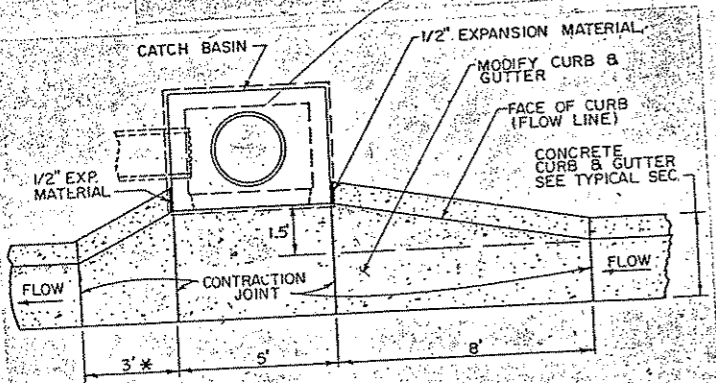 CATCH BASIN
1/2" EXPANSION MATERIAL
MODIFY CURB &
GUTTER
FACE OF CURB
(FLOW LINE)
CONCRETE
CURB & GUTTER
SEE TYPICAL SEC.
1/2" EXP.
MATERIAL
1.5'
FLOW
CONTRACTION
JOINT
FLOW
3' *
5'
8'